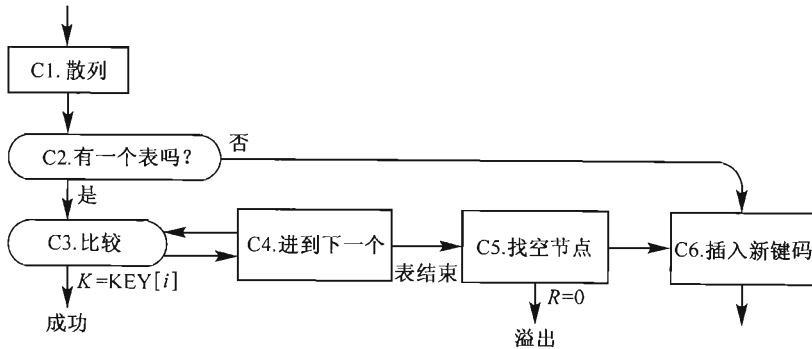 C1. 散列
C2.有一个表吗?
否
是
C3.比较
C4.进到下一个
表结束
C5.找空节点
C6.插入新键码
K=KEY[i]
成功
R=0
溢出